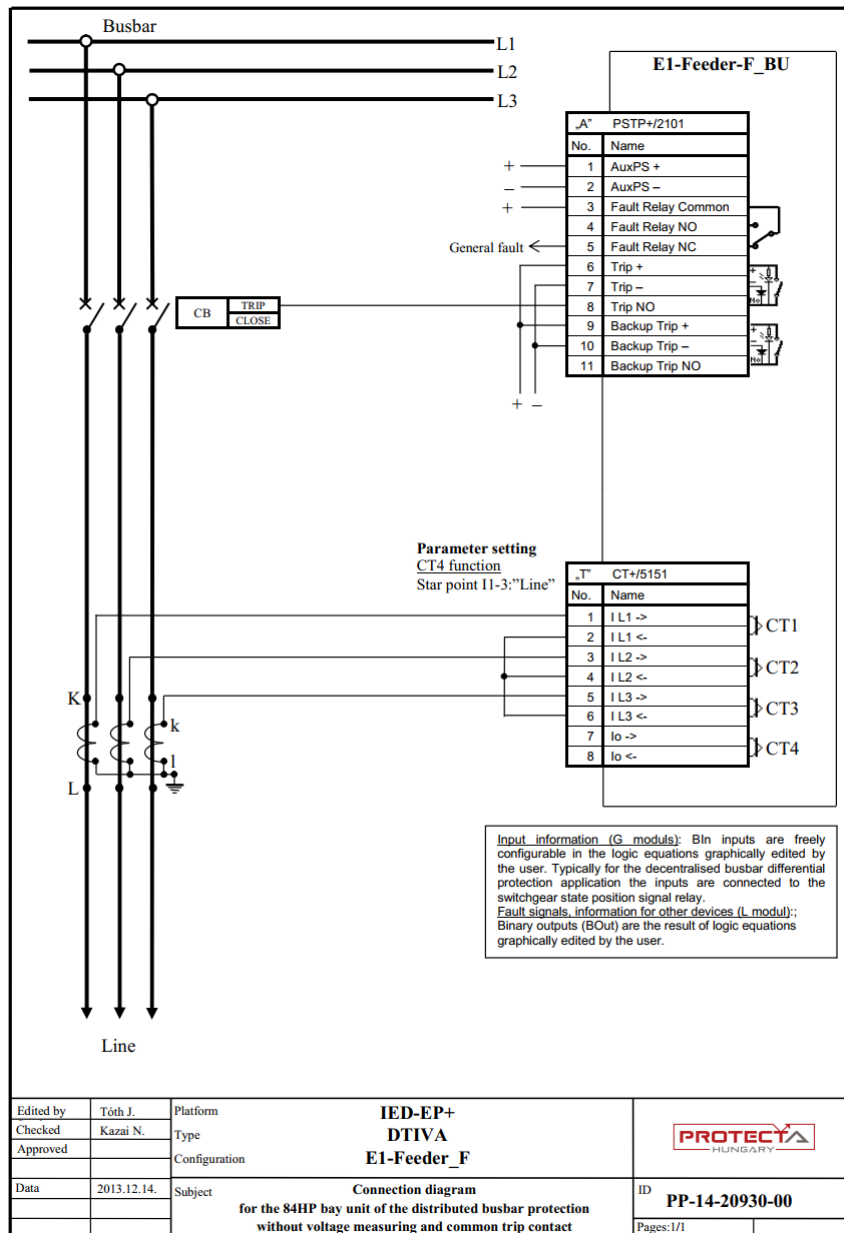 Busbar
L1
L2
L3
E1-Feeder-F_BU
„A" PSTP+/2101
No. Name
+ 1 AuxPS +
– 2 AuxPS –
+ 3 Fault Relay Common
4 Fault Relay NO
General fault 5 Fault Relay NC
6 Trip +
7 Trip –
8 Trip NO
9 Backup Trip +
10 Backup Trip –
11 Backup Trip NO
CB TRIP
CLOSE
+ –
Parameter setting
CT4 function
Star point I1-3:"Line"
„T" CT+/5151
No. Name
1 I L1 ->
2 I L1 <-
CT1
3 I L2 ->
4 I L2 <-
CT2
5 I L3 ->
6 I L3 <-
CT3
7 Io ->
8 Io <-
CT4
K
k
l
L
Input information (G moduls): BIn inputs are freely
configurable in the logic equations graphically edited by
the user. Typically for the decentralised busbar differential
protection application the inputs are connected to the
switchgear state position signal relay.
Fault signals, information for other devices (L modul):;
Binary outputs (BOut) are the result of logic equations
graphically edited by the user.
Line
Edited by Tóth J.
Checked Kazai N.
Approved
Data 2013.12.14.
Platform IED-EP+
Type DTIVA
Configuration E1-Feeder_F
Subject Connection diagram
for the 84HP bay unit of the distributed busbar protection
without voltage measuring and common trip contact
PROTECTA
HUNGARY
ID
PP-14-20930-00
Pages:1/1